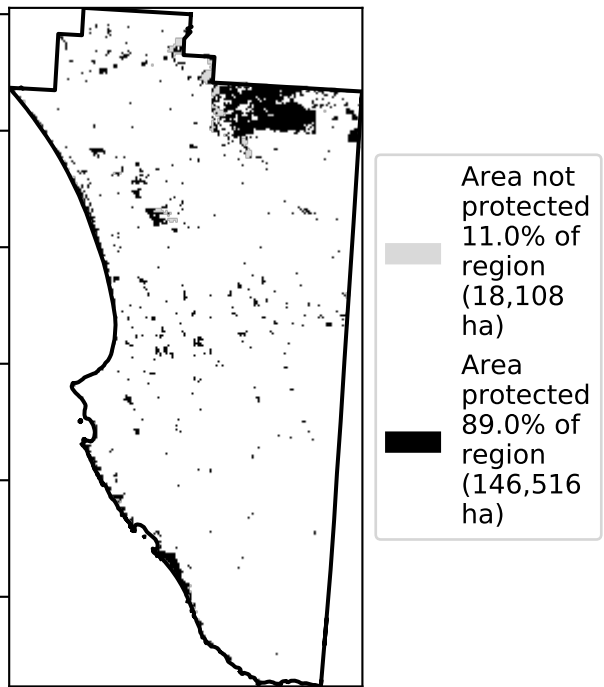 Area not
protected
11.0% of
region
(18,108
ha)
Area
protected
89.0% of
region
(146,516
ha)